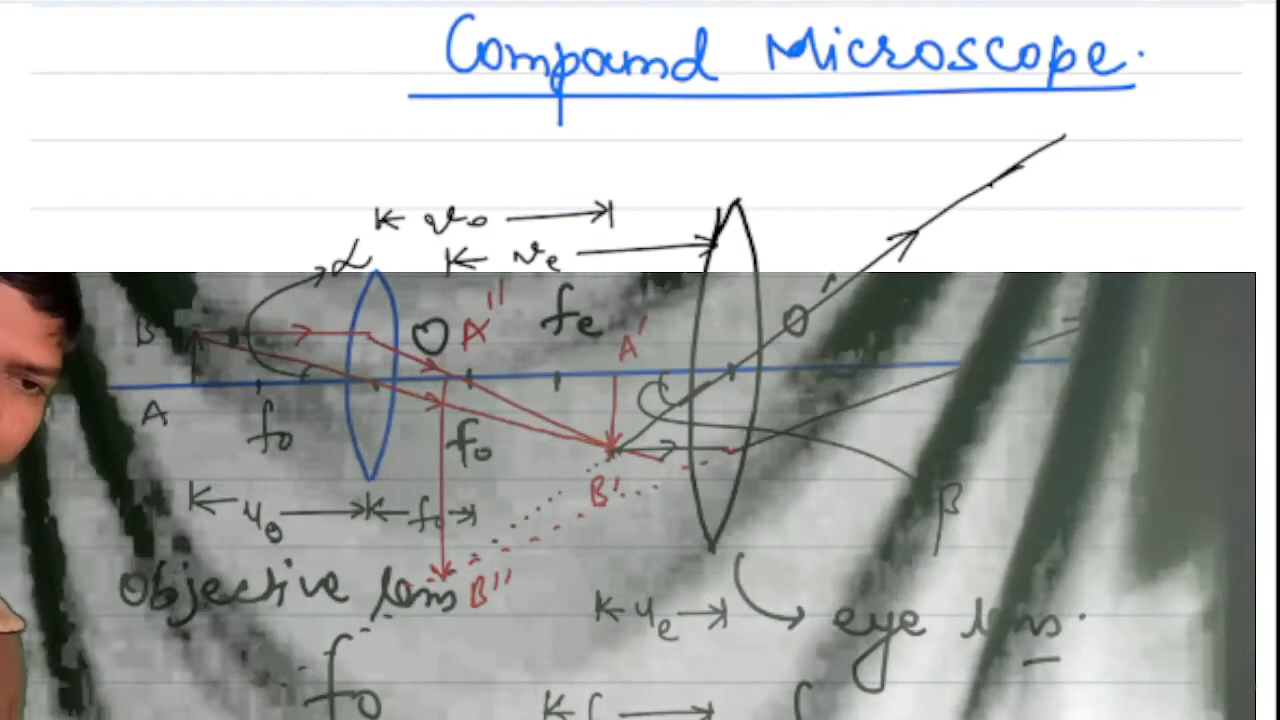 Compound Microscope.
v₀
vₑ
α
B
O A''
fₑ
A'
O'
A
f₀
f₀
B'
β
u₀
f₀
Objective lens B''
uₑ
eye lens.
f₀